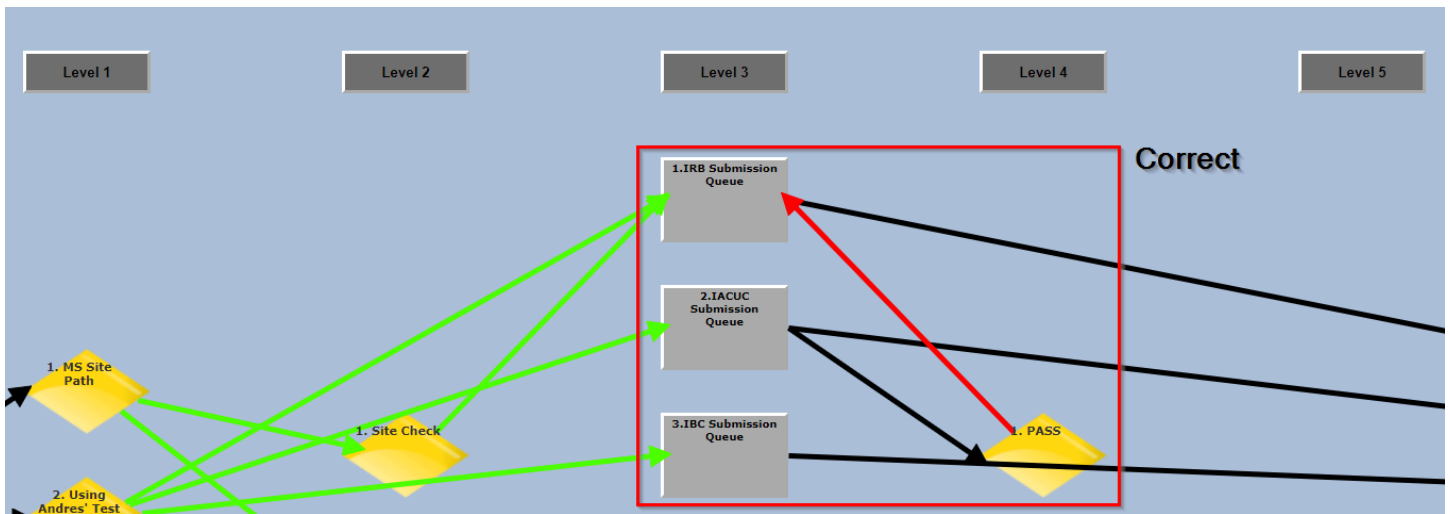 Level 1
Level 2
Level 3
Level 4
Level 5
Correct
1.IRB Submission
Queue
2.IACUC
Submission
Queue
1. MS Site
Path
1. Site Check
3.IBC Submission
Queue
1. PASS
2. Using
Andres' Test